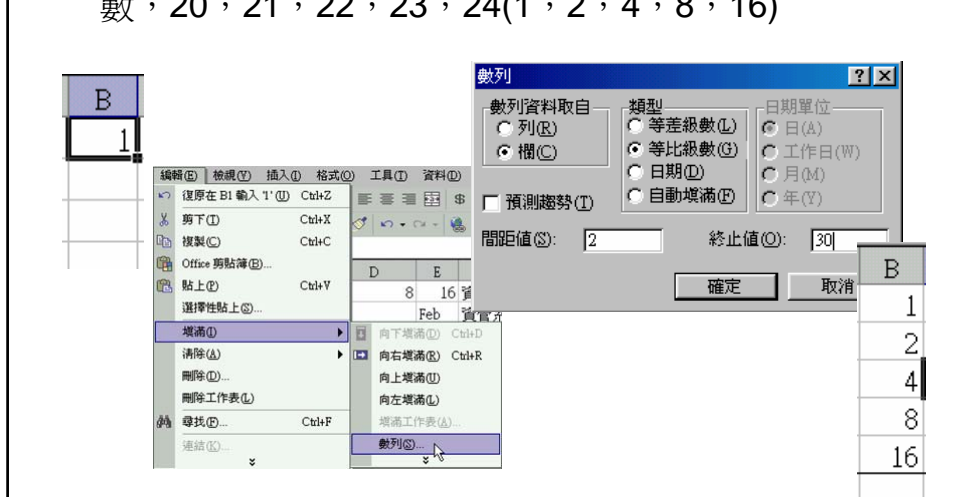 數，20，21，22，23，24(1，2，4，8，16)
B
1
編輯(E) 檢視(V) 插入(I) 格式(O) 工具(T) 資料(D)
復原在 B1 輸入 '1' (U) Ctrl+Z
剪下(T) Ctrl+X
複製(C) Ctrl+C
Office 剪貼簿(B)...
貼上(P) Ctrl+V
選擇性貼上(S)...
填滿(I)
清除(A)
刪除(D)...
刪除工作表(L)
尋找(F)... Ctrl+F
連結(K)...
$
D E
8 16
Feb
向下填滿(D) Ctrl+D
向右填滿(R) Ctrl+R
向上填滿(U)
向左填滿(L)
填滿工作表(A)...
數列(S)...
數列
數列資料取自
列(R)
欄(C)
類型
等差級數(L)
等比級數(G)
日期(D)
自動填滿(F)
日期單位
日(A)
工作日(W)
月(M)
年(Y)
預測趨勢(T)
間距值(S): 2
終止值(O): 30
確定
取消
B
1
2
4
8
16